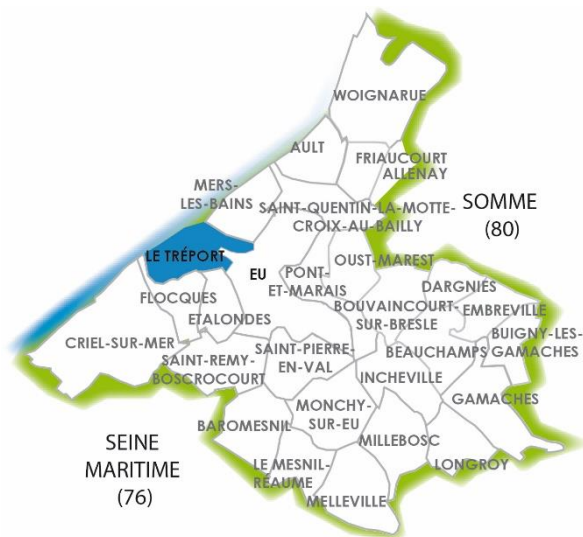 WOIGNARUE
AULT
FRIAUCOURT
ALLENAY
MERS-
LES-BAINS
SAINT-QUENTIN-LA-MOTTE-
CROIX-AU-BAILLY
SOMME
(80)
LE TRÉPORT
EU
PONT-
ET-MARAIS
OUST-MAREST
FLOCQUES
ETALONDES
BOUVAINCOURT-
SUR-BRESLE
DARGNIES
EMBREVILLE
BUIGNY-LES-
GAMACHES
CRIEL-SUR-MER
SAINT-REMY-
BOSCROCOURT
SAINT-PIERRE-
EN-VAL
BEAUCHAMPS
INCHEVILLE
GAMACHES
MONCHY-
SUR-EU
BAROMESNIL
MILLEBOSC
SEINE
MARITIME
(76)
LE MESNIL-
RÉAUME
LONGROY
MELLEVILLE